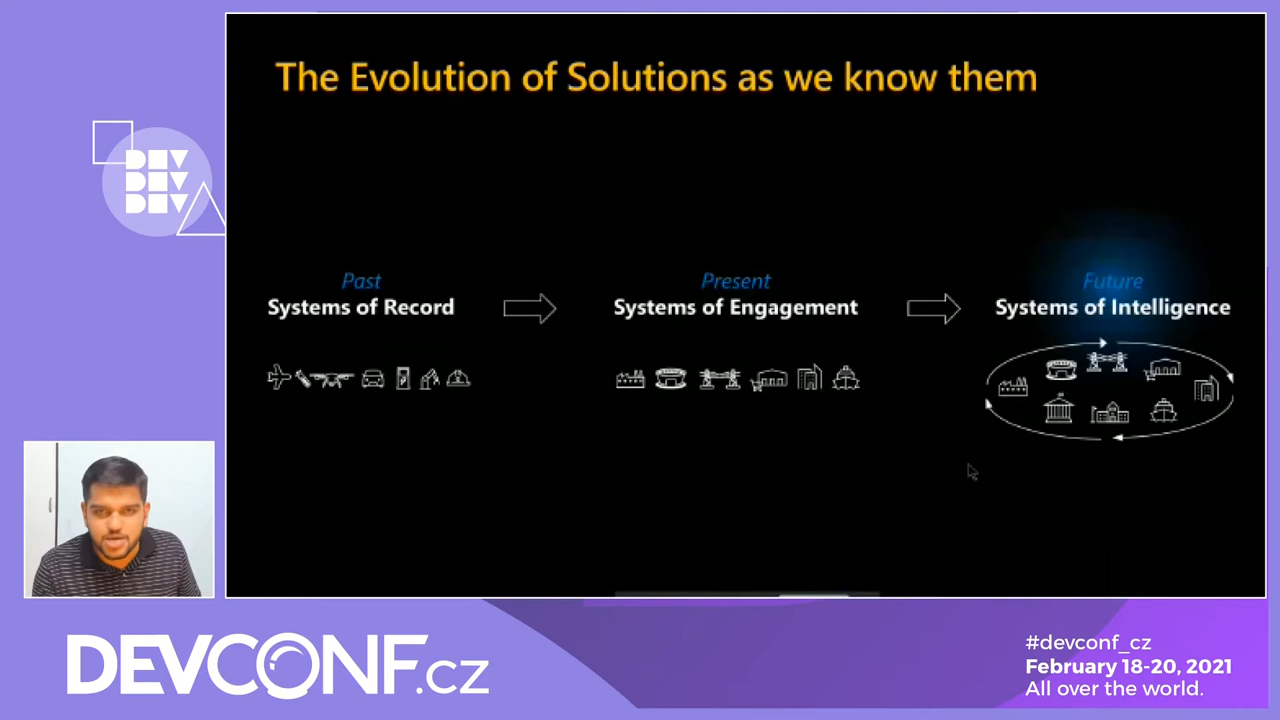 The Evolution of Solutions as we know them
DEV
DEV
DEV
Past
Systems of Record
Present
Systems of Engagement
Future
Systems of Intelligence
DEVCONF.cz
#devconf_cz
February 18-20, 2021
All over the world.